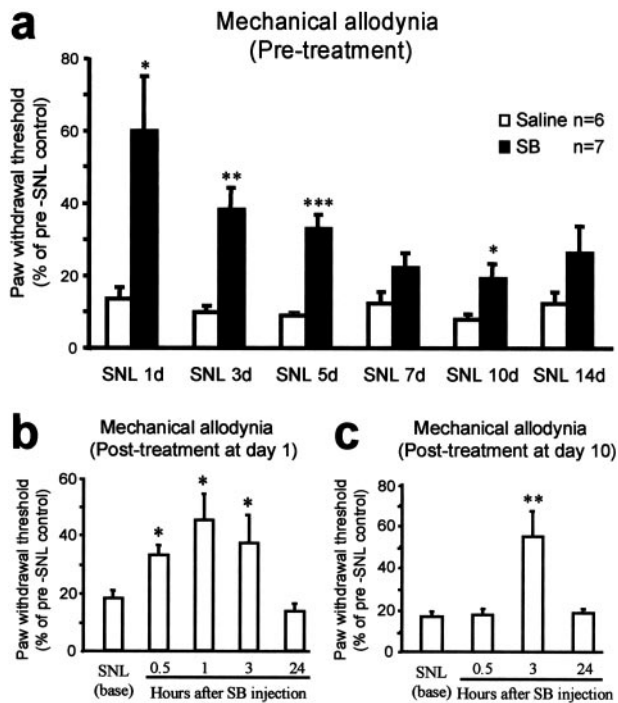 a
Mechanical allodynia
(Pre-treatment)
Paw withdrawal threshold
(% of pre -SNL control)
80
60
40
20
0
*
**
***
*
Saline n=6
SB n=7
SNL 1d SNL 3d SNL 5d SNL 7d SNL 10d SNL 14d
b
Mechanical allodynia
(Post-treatment at day 1)
Paw withdrawal threshold
(% of pre -SNL control)
60
40
20
0
*
*
*
SNL
(base)
0.5 1 3 24
Hours after SB injection
c
Mechanical allodynia
(Post-treatment at day 10)
Paw withdrawal threshold
(% of pre -SNL control)
80
60
40
20
0
**
SNL
(base)
0.5 3 24
Hours after SB injection